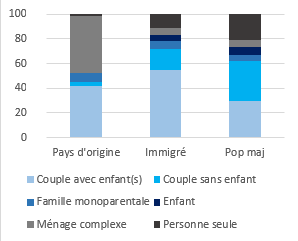 100
80
60
40
20
0
Pays d'origine Immigré Pop maj
Couple avec enfant(s) Couple sans enfant
Famille monoparentale Enfant
Ménage complexe Personne seule